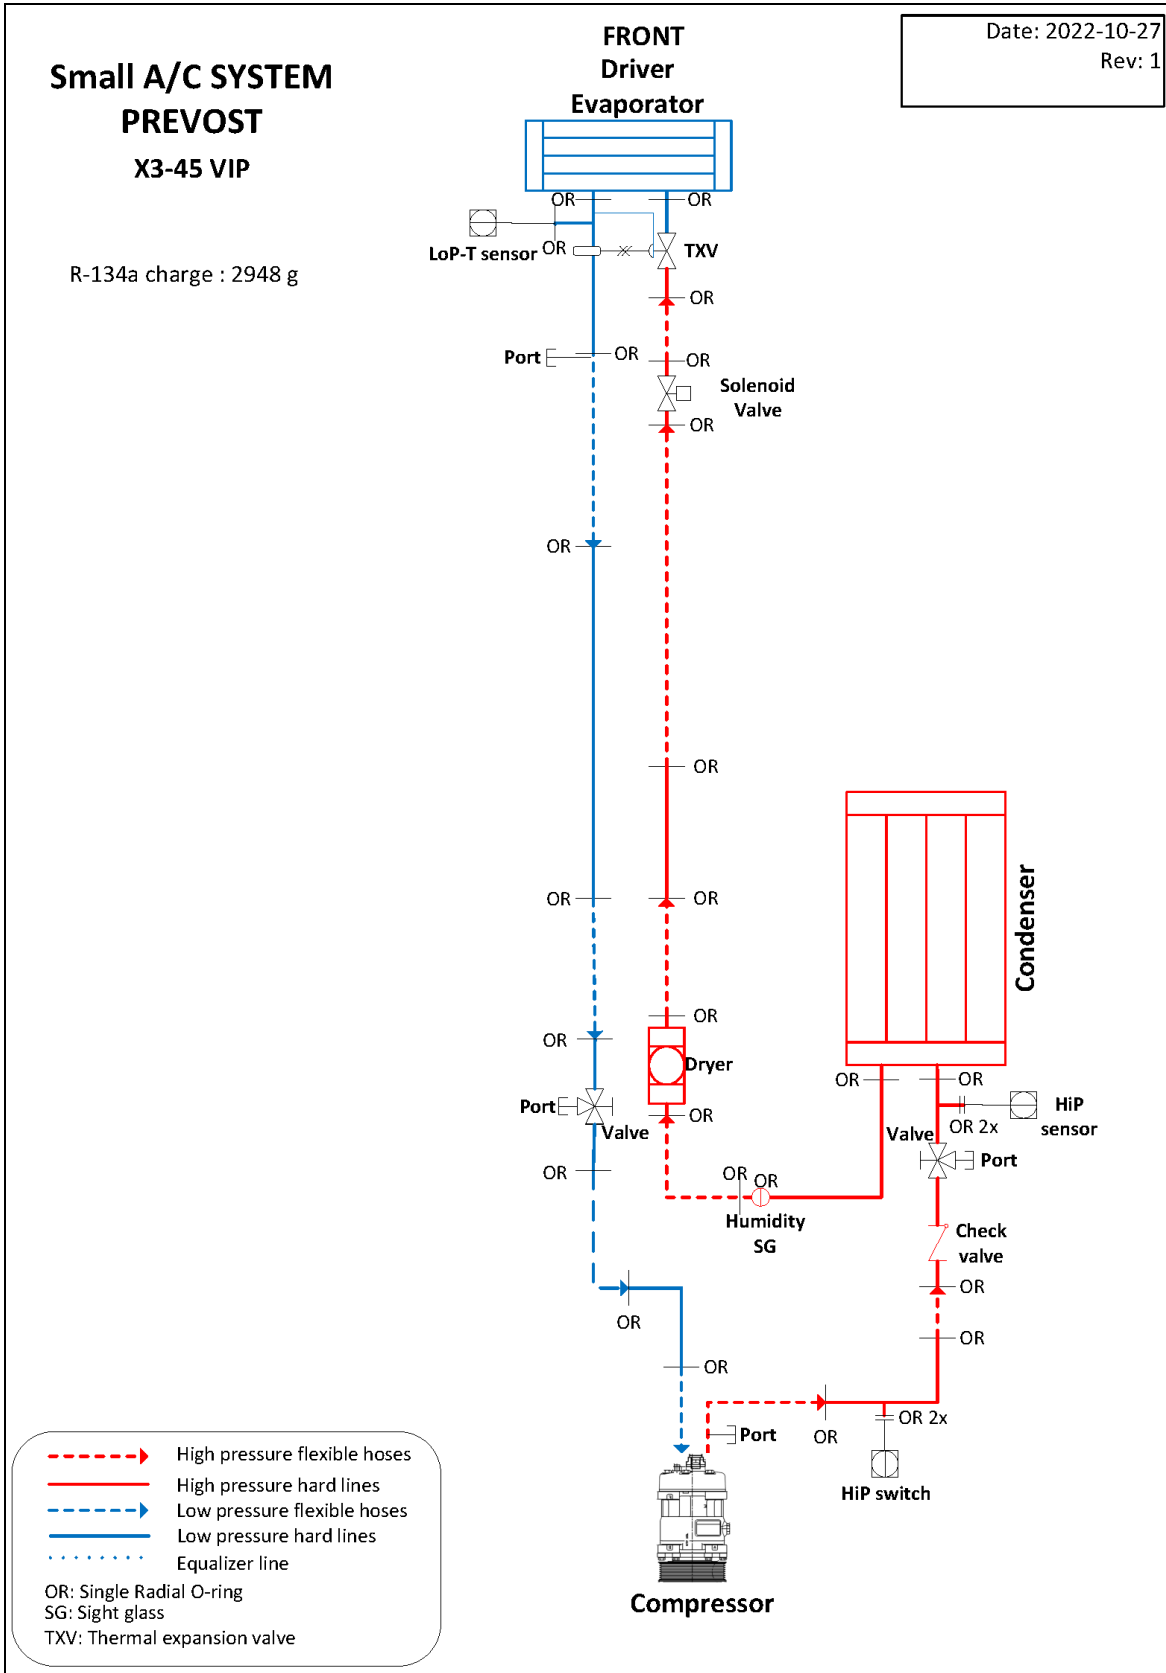 Small A/C SYSTEM
PREVOST
X3-45 VIP
R-134a charge : 2948 g
Date: 2022-10-27
Rev: 1
FRONT
Driver
Evaporator
OR
OR
LoP-T sensor
OR
TXV
OR
Port
OR
OR
Solenoid
Valve
OR
OR
OR
OR
OR
OR
OR
Dryer
Port
Valve
OR
OR
Condenser
OR
OR
HiP
sensor
OR 2x
Valve
Port
OR
OR
Humidity
SG
Check
valve
OR
OR
OR
OR
Port
OR
OR 2x
HiP switch
Compressor
High pressure flexible hoses
High pressure hard lines
Low pressure flexible hoses
Low pressure hard lines
Equalizer line
OR: Single Radial O-ring
SG: Sight glass
TXV: Thermal expansion valve